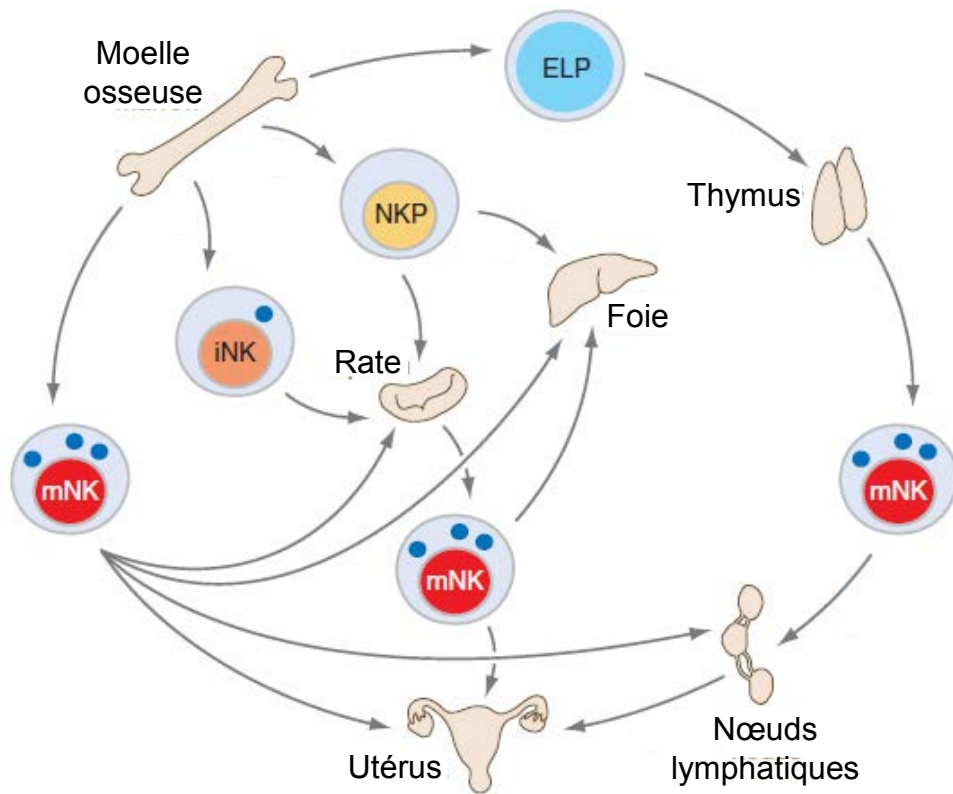 Moelle
osseuse
ELP
NKP
Thymus
iNK
Rate
Foie
mNK
mNK
mNK
Utérus
Nœuds
lymphatiques